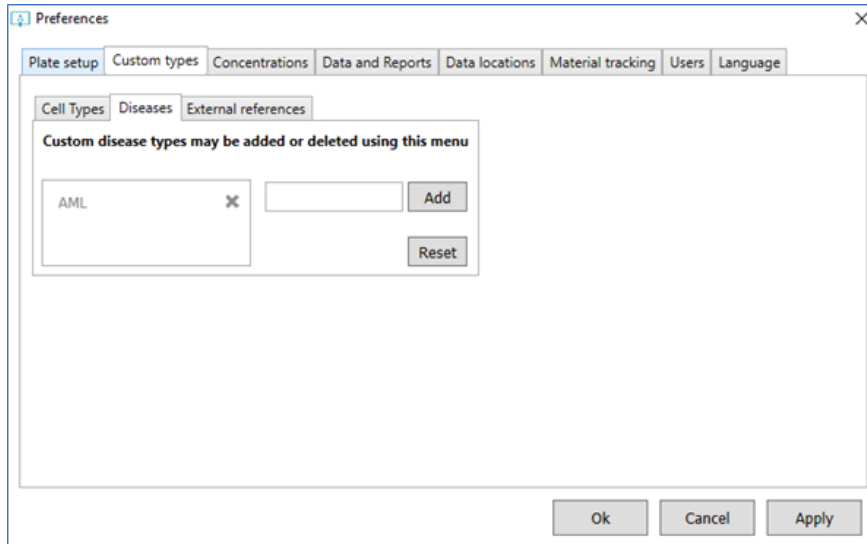 Preferences
Plate setup Custom types Concentrations Data and Reports Data locations Material tracking Users Language
Cell Types Diseases External references
Custom disease types may be added or deleted using this menu
AML Add
Reset
Ok Cancel Apply